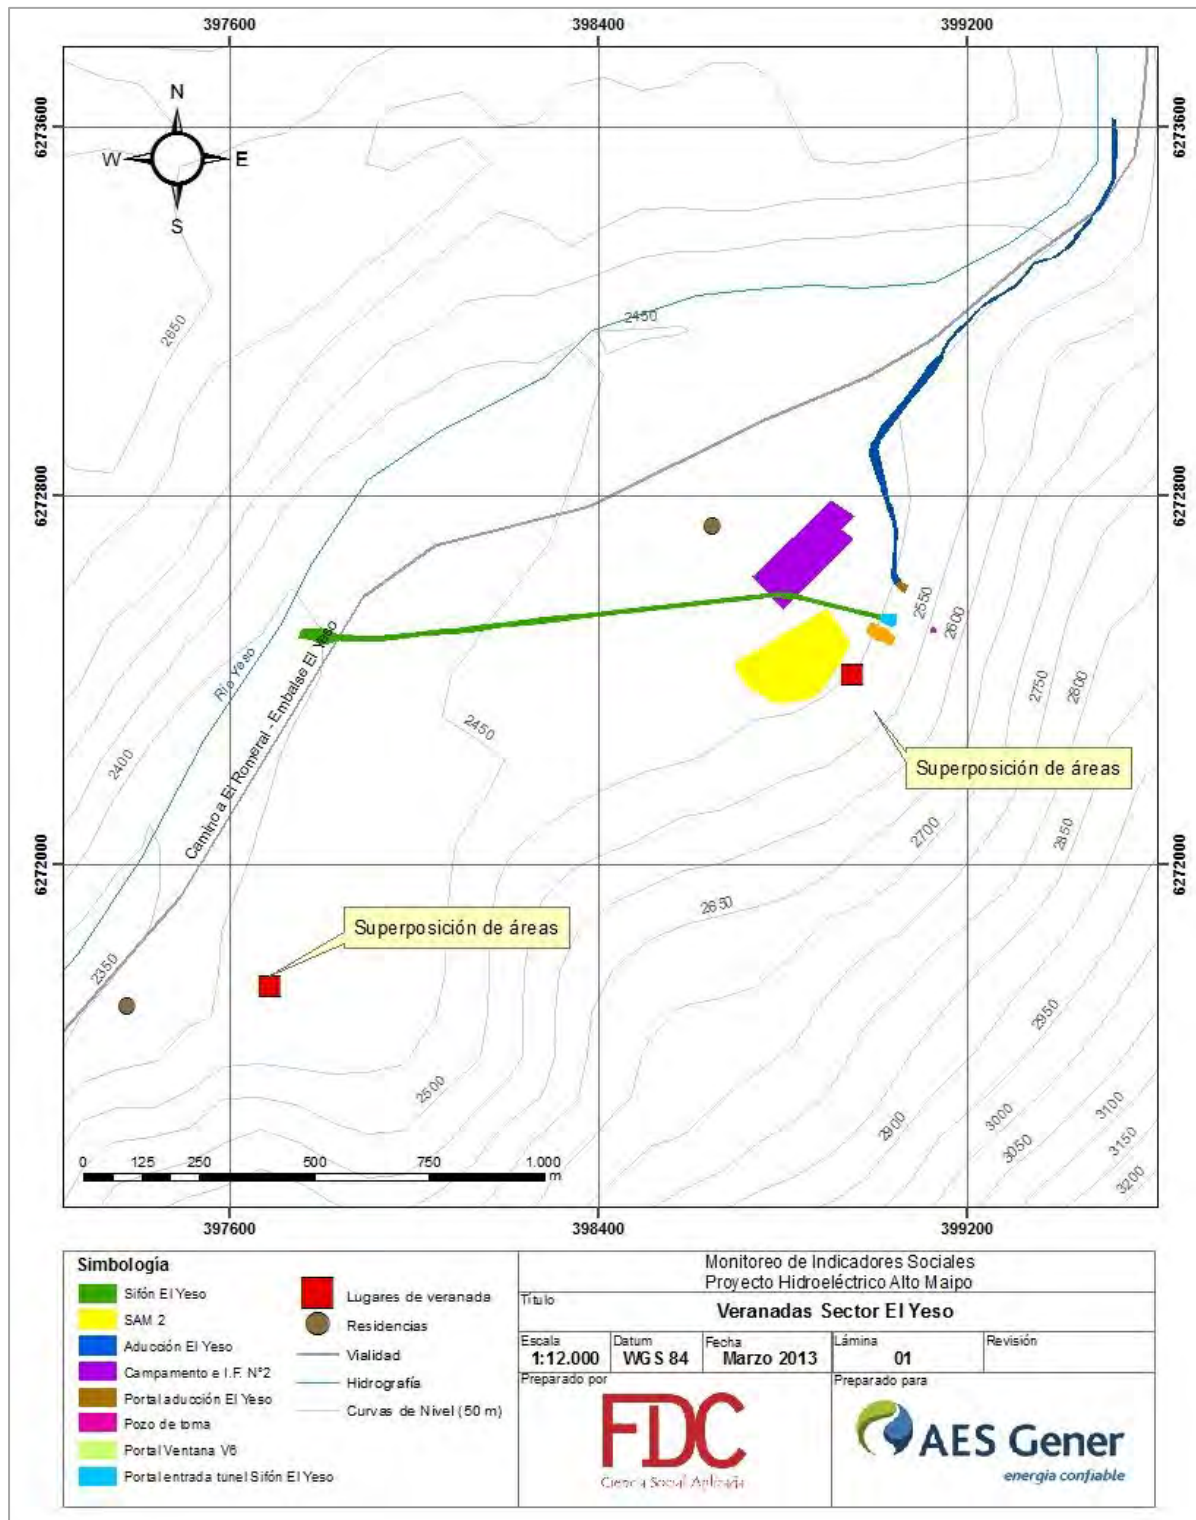 397600 398400 399200
6273600 6273600
N
W E
S
2650
2450
6272800 6272800
2550
2600
2750
2800
Río Yeso
Camino a El Romeral - Embalse El Yeso
2400
2450
Superposición de áreas
2700
2850
6272000 6272000
2650
Superposición de áreas
2350
2950
2500
2900
3000
3050
3100
3150
3200
0 125 250 500 750 1.000
m
397600 398400 399200
Simbología
Sifón El Yeso
SAM 2
Aducción El Yeso
Campamento e I.F. N°2
Portal aducción El Yeso
Pozo de toma
Portal Ventana V6
Portal entrada tunel Sifón El Yeso
Lugares de veranada
Residencias
Vialidad
Hidrografía
Curvas de Nivel (50 m)
Monitoreo de Indicadores Sociales
Proyecto Hidroeléctrico Alto Maipo
Título
Veranadas Sector El Yeso
Escala Datum Fecha Lámina Revisión
1:12.000 WGS 84 Marzo 2013 01
Preparado por Preparado para
FDC
Ciencia Social Aplicada
AES Gener
energía confiable